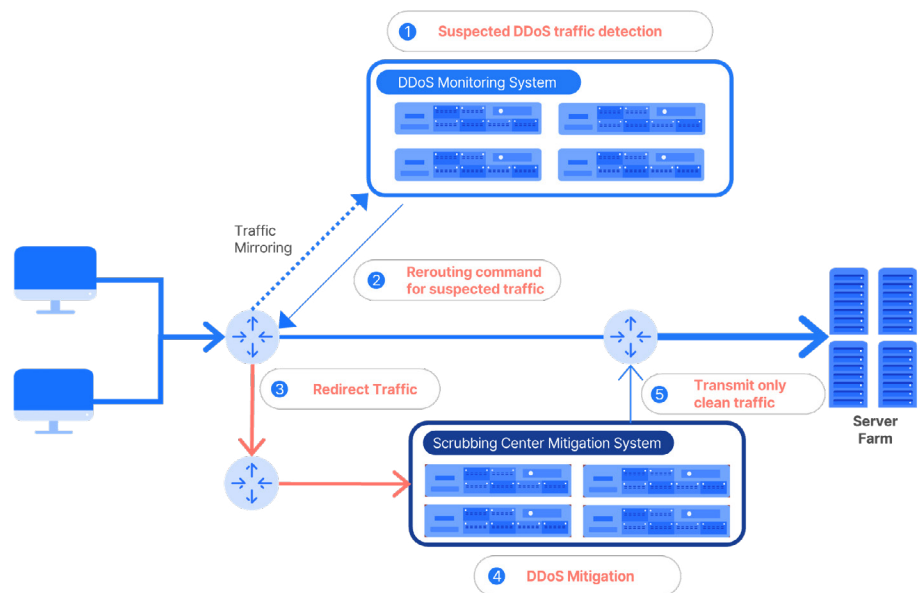 1 Suspected DDoS traffic detection
DDoS Monitoring System
Traffic
Mirroring
2 Rerouting command
for suspected traffic
3 Redirect Traffic
5 Transmit only
clean traffic
Server
Farm
Scrubbing Center Mitigation System
4 DDoS Mitigation